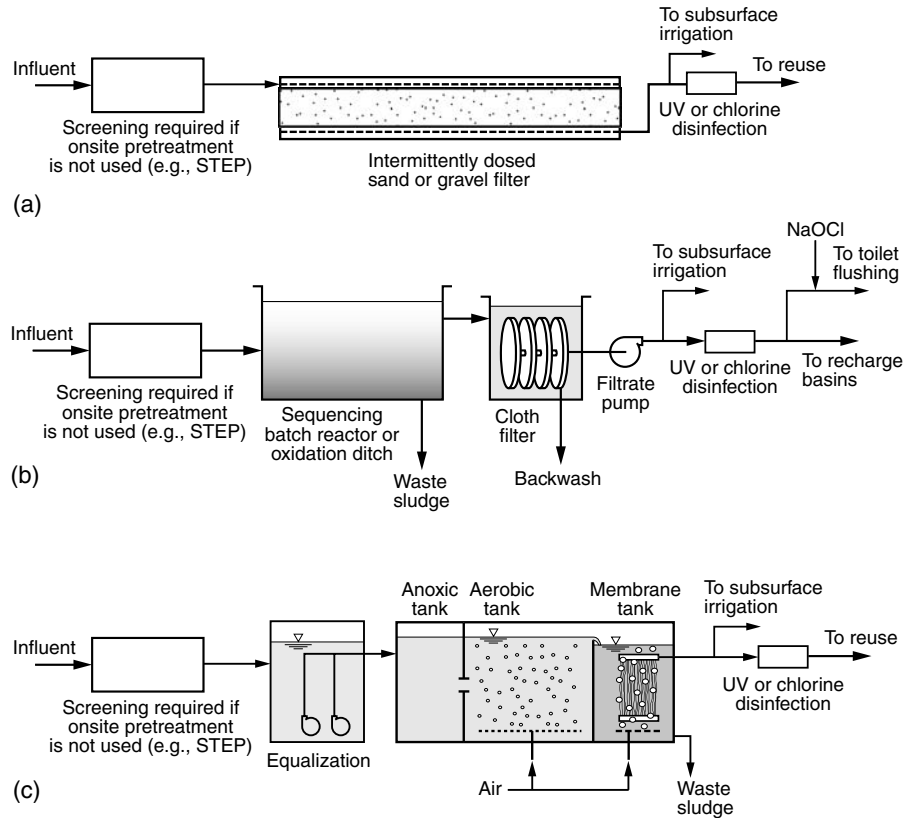 To subsurface
irrigation
Influent
To reuse
UV or chlorine
disinfection
Screening required if
onsite pretreatment
is not used (e.g., STEP)
Intermittently dosed
sand or gravel filter
(a)
NaOCl
To subsurface
irrigation
To toilet
flushing
Influent
UV or chlorine
disinfection
To recharge
basins
Filtrate
pump
Screening required if
onsite pretreatment
is not used (e.g., STEP)
Sequencing
batch reactor or
oxidation ditch
Cloth
filter
Waste
sludge
Backwash
(b)
Anoxic
tank
Aerobic
tank
Membrane
tank
To subsurface
irrigation
Influent
To reuse
UV or chlorine
disinfection
Screening required if
onsite pretreatment
is not used (e.g., STEP)
Equalization
Air
Waste
sludge
(c)